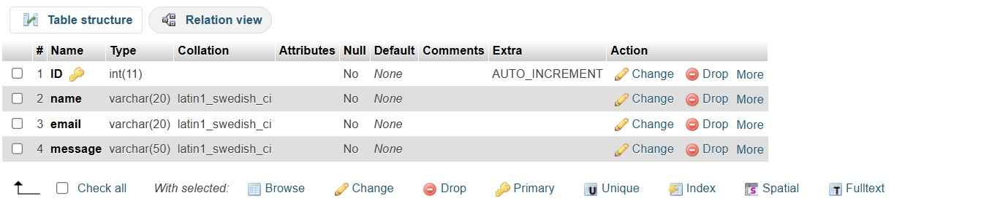 Table structure Relation view
# Name Type Collation Attributes Null Default Comments Extra Action
1 ID int(11) No None AUTO_INCREMENT Change Drop More
2 name varchar(20) latin1_swedish_ci No None Change Drop More
3 email varchar(20) latin1_swedish_ci No None Change Drop More
4 message varchar(50) latin1_swedish_ci No None Change Drop More
Check all With selected: Browse Change Drop Primary U Unique Index S Spatial T Fulltext